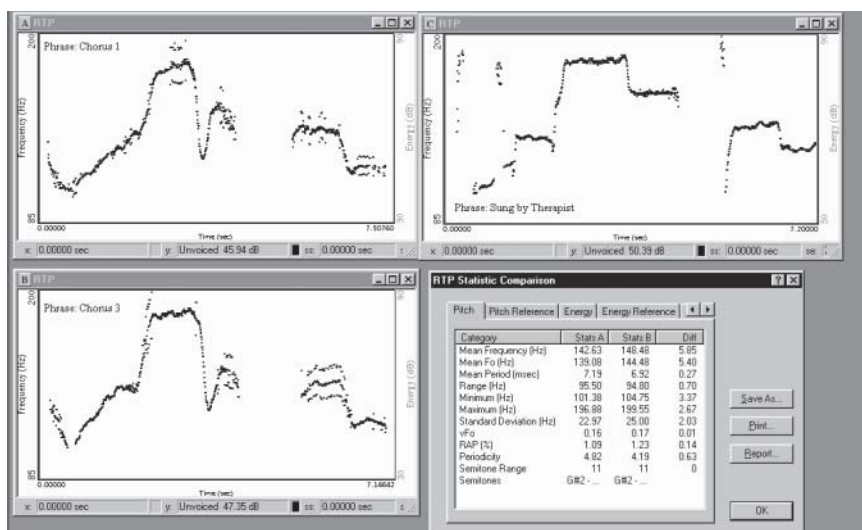 A RTP
200
90
Phrase: Chorus 1
Frequency (Hz)
Energy (dB)
85
30
0.00000
7.50760
Time (sec)
x: 0.00000 sec y: Unvoiced 45.94 dB ss: 0.00000 sec s
C RTP
200
90
Frequency (Hz)
Energy (dB)
Phrase: Sung by Therapist
85
50
0.00000
7.20000
Time (sec)
x: 0.00000 sec y: Unvoiced 50.39 dB ss: 0.00000 sec se:
B RTP
200
90
Phrase: Chorus 3
Frequency (Hz)
Energy (dB)
85
30
0.00000
Time (sec)
x: 0.00000 sec y: Unvoiced 47.35 dB ss: 0.00000 sec s
RTP Statistic Comparison
Pitch Pitch Reference Energy Energy Reference
Category Stats A Stats B Diff
Mean Frequency (Hz) 142.63 148.48 5.85
Mean Fo (Hz) 139.08 144.48 5.40
Mean Period (msec) 7.19 6.92 0.27
Range (Hz) 95.50 94.80 0.70
Minimum (Hz) 101.38 104.75 3.37
Maximum (Hz) 196.88 199.55 2.67
Standard Deviation (Hz) 22.97 25.00 2.03
vFo 0.16 0.17 0.01
RAP (%) 1.09 1.23 0.14
Periodicity 4.82 4.19 0.63
Semitone Range 11 11 0
Semitones G#2 - ... G#2 - ...
Save As...
Print...
Report...
OK